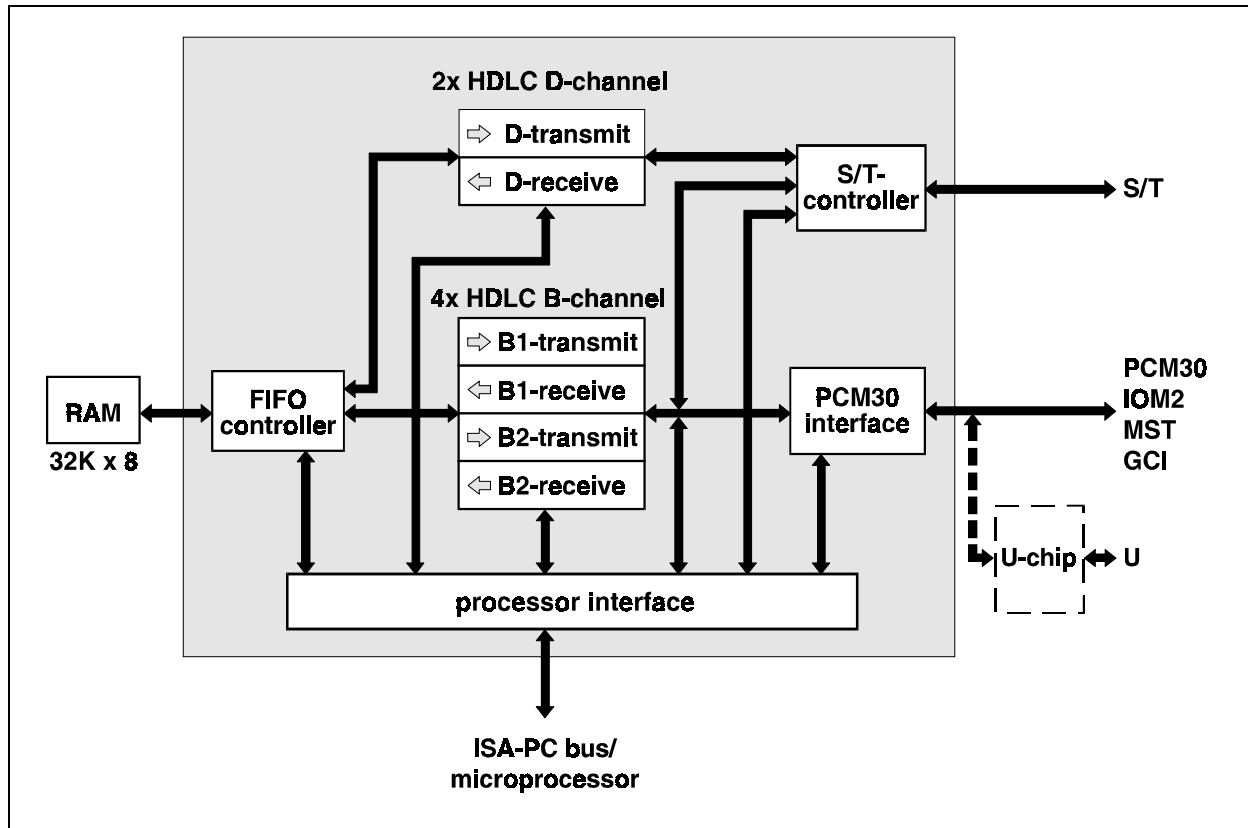 2x HDLC D-channel
D-transmit
D-receive
S/T-
controller
S/T
4x HDLC B-channel
B1-transmit
B1-receive
B2-transmit
B2-receive
RAM
32K x 8
FIFO
controller
PCM30
interface
PCM30
IOM2
MST
GCI
U-chip
U
processor interface
ISA-PC bus/
microprocessor